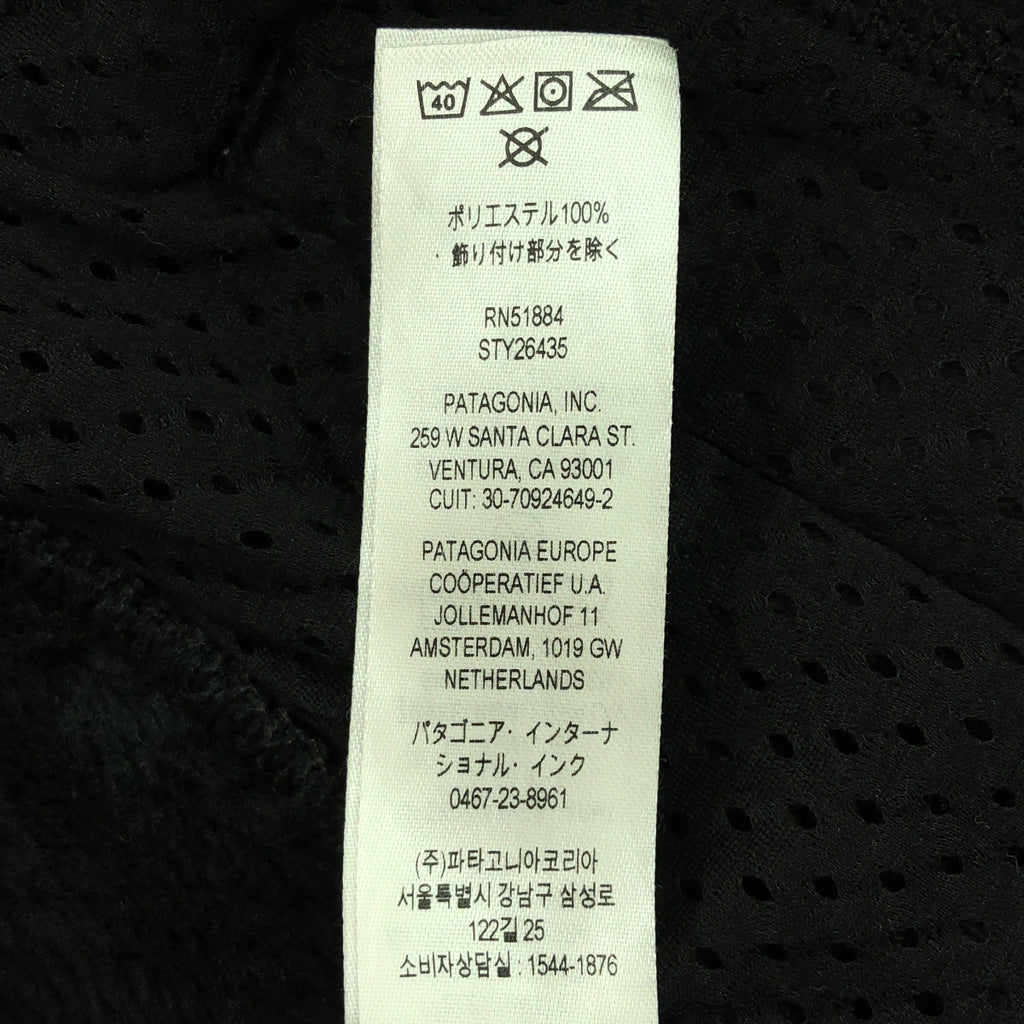 40
ポリエステル100%
・飾り付け部分を除く
RN51884
STY26435
PATAGONIA, INC.
259 W SANTA CLARA ST.
VENTURA, CA 93001
CUIT: 30-70924649-2
PATAGONIA EUROPE
COÖPERATIEF U.A.
JOLLEMANHOF 11
AMSTERDAM, 1019 GW
NETHERLANDS
パタゴニア・インターナ
ショナル・インク
0467-23-8961
(주)파타고니아코리아
서울특별시 강남구 삼성로
122길 25
소비자상담실 : 1544-1876